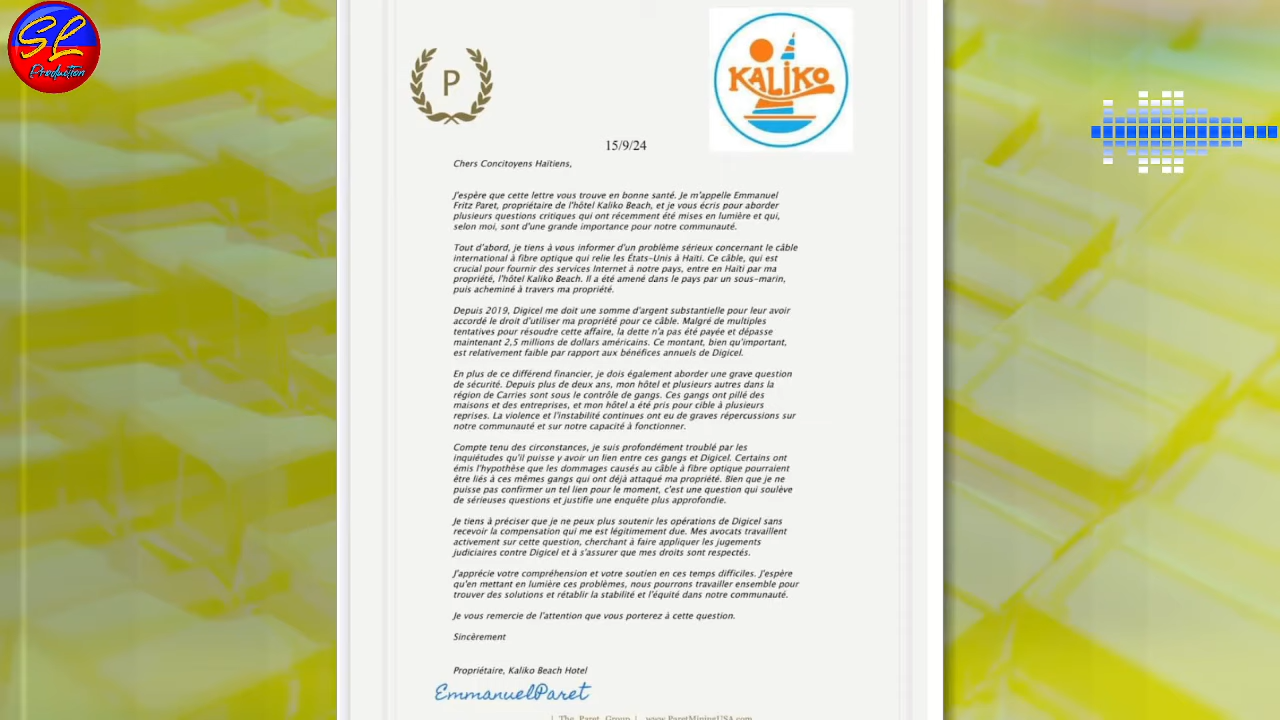 SL
Production
P
KALIKO
15/9/24
Chers Concitoyens Haïtiens,
J'espère que cette lettre vous trouve en bonne santé. Je m'appelle Emmanuel
Fritz Paret, propriétaire de l'hôtel Kaliko Beach, et je vous écris pour aborder
plusieurs questions critiques qui ont récemment été mises en lumière et qui,
selon moi, sont d'une grande importance pour notre communauté.
Tout d'abord, je tiens à vous informer d'un problème sérieux concernant le câble
international à fibre optique qui relie les États-Unis à Haïti. Ce câble, qui est
crucial pour fournir des services Internet à notre pays, entre en Haïti par ma
propriété, l'hôtel Kaliko Beach. Il a été amené dans le pays par un sous-marin,
puis acheminé à travers ma propriété.
Depuis 2019, Digicel me doit une somme d'argent substantielle pour leur avoir
accordé le droit d'utiliser ma propriété pour ce câble. Malgré de multiples
tentatives pour résoudre cette affaire, la dette n'a pas été payée et dépasse
maintenant 2,5 millions de dollars américains. Ce montant, bien qu'important,
est relativement faible par rapport aux bénéfices annuels de Digicel.
En plus de ce différend financier, je dois également aborder une grave question
de sécurité. Depuis plus de deux ans, mon hôtel et plusieurs autres dans la
région de Carries sont sous le contrôle de gangs. Ces gangs ont pillé des
maisons et des entreprises, et mon hôtel a été pris pour cible à plusieurs
reprises. La violence et l'instabilité continues ont eu de graves répercussions sur
notre communauté et sur notre capacité à fonctionner.
Compte tenu des circonstances, je suis profondément troublé par les
inquiétudes qu'il puisse y avoir un lien entre ces gangs et Digicel. Certains ont
émis l'hypothèse que les dommages causés au câble à fibre optique pourraient
être liés à ces mêmes gangs qui ont déjà attaqué ma propriété. Bien que je ne
puisse pas confirmer un tel lien pour le moment, c'est une question qui soulève
de sérieuses questions et justifie une enquête plus approfondie.
Je tiens à préciser que je ne peux plus soutenir les opérations de Digicel sans
recevoir la compensation qui me est légitimement due. Mes avocats travaillent
activement sur cette question, cherchant à faire appliquer les jugements
judiciaires contre Digicel et à s'assurer que mes droits sont respectés.
J'apprécie votre compréhension et votre soutien en ces temps difficiles. J'espère
qu'en mettant en lumière ces problèmes, nous pourrons travailler ensemble pour
trouver des solutions et rétablir la stabilité et l'équité dans notre communauté.
Je vous remercie de l'attention que vous porterez à cette question.
Sincèrement
Propriétaire, Kaliko Beach Hotel
EmmanuelParet
| The Paret Group | www.ParetMiningUSA.com